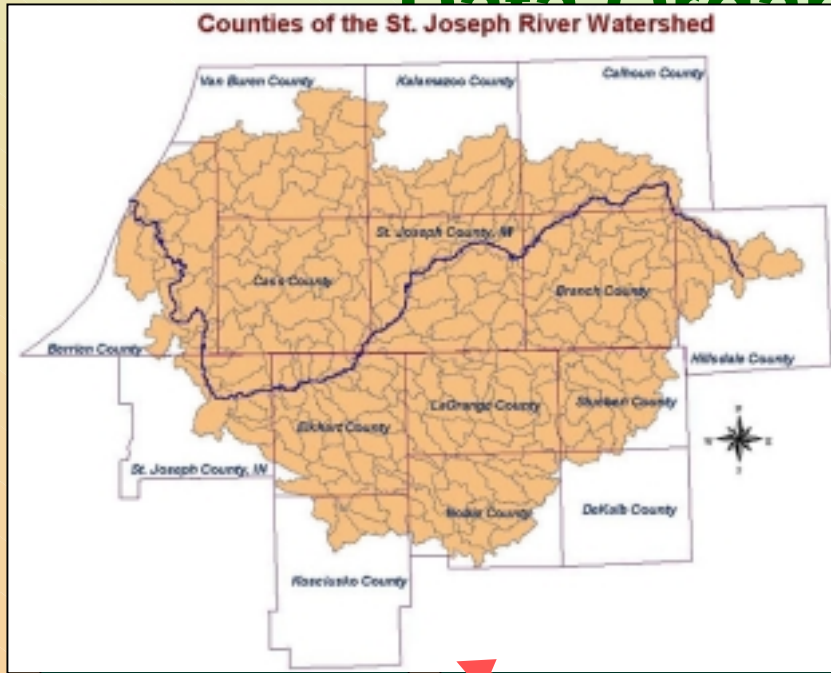 Counties of the St. Joseph River Watershed
Van Buren County
Kalamazoo County
Calhoun County
St. Joseph County, MI
Cass County
Branch County
Berrien County
Hillsdale County
LaGrange County
Steuben County
Elkhart County
St. Joseph County, IN
Noble County
DeKalb County
Kosciusko County
W
E